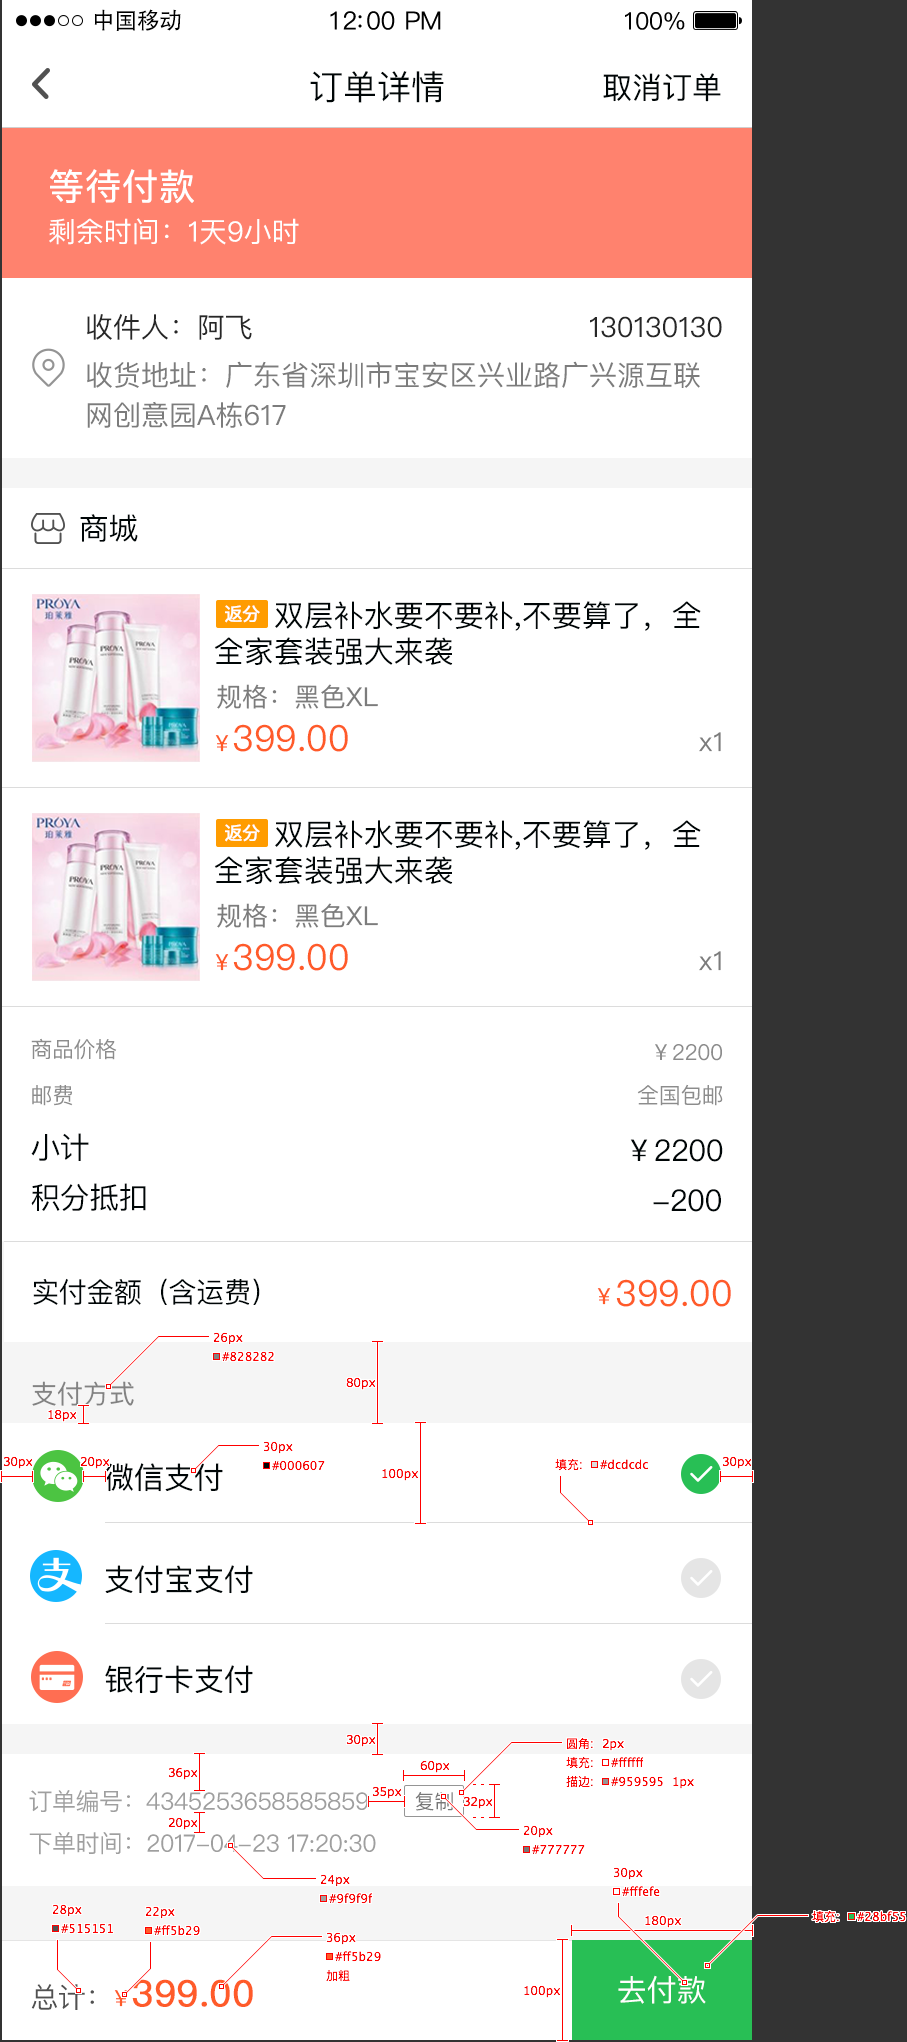 中国移动 12:00 PM 100%
订单详情 取消订单
等待付款
剩余时间：1天9小时
收件人：阿飞 130130130
收货地址：广东省深圳市宝安区兴业路广兴源互联
网创意园A栋617
商城
PROYA
珀莱雅
返分 双层补水要不要补,不要算了，全
全家套装强大来袭
规格：黑色XL
¥399.00 x1
PROYA
珀莱雅
返分 双层补水要不要补,不要算了，全
全家套装强大来袭
规格：黑色XL
¥399.00 x1
商品价格 ¥2200
邮费 全国包邮
小计 ¥2200
积分抵扣 -200
实付金额（含运费） ¥399.00
26px
#828282
80px
支付方式
18px
30px
#000607
30px 20px 微信支付 100px 填充：#dcdcdc 30px
支付宝支付
银行卡支付
30px
圆角：2px
填充：#ffffff
描边：#959595 1px
36px 60px
订单编号：4345253658585859 35px 复制 32px
20px
下单时间：2017-04-23 17:20:30
20px
#777777
24px
#9f9f9f
30px
#fffefe
28px
#515151
22px
#ff5b29
180px
填充：#28bf55
36px
#ff5b29
加粗
总计：¥399.00 100px 去付款